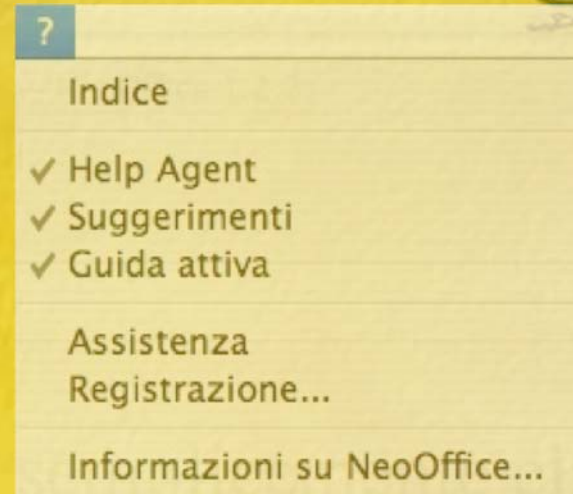 ?
Indice
Help Agent
Suggerimenti
Guida attiva
Assistenza
Registrazione...
Informazioni su NeoOffice...